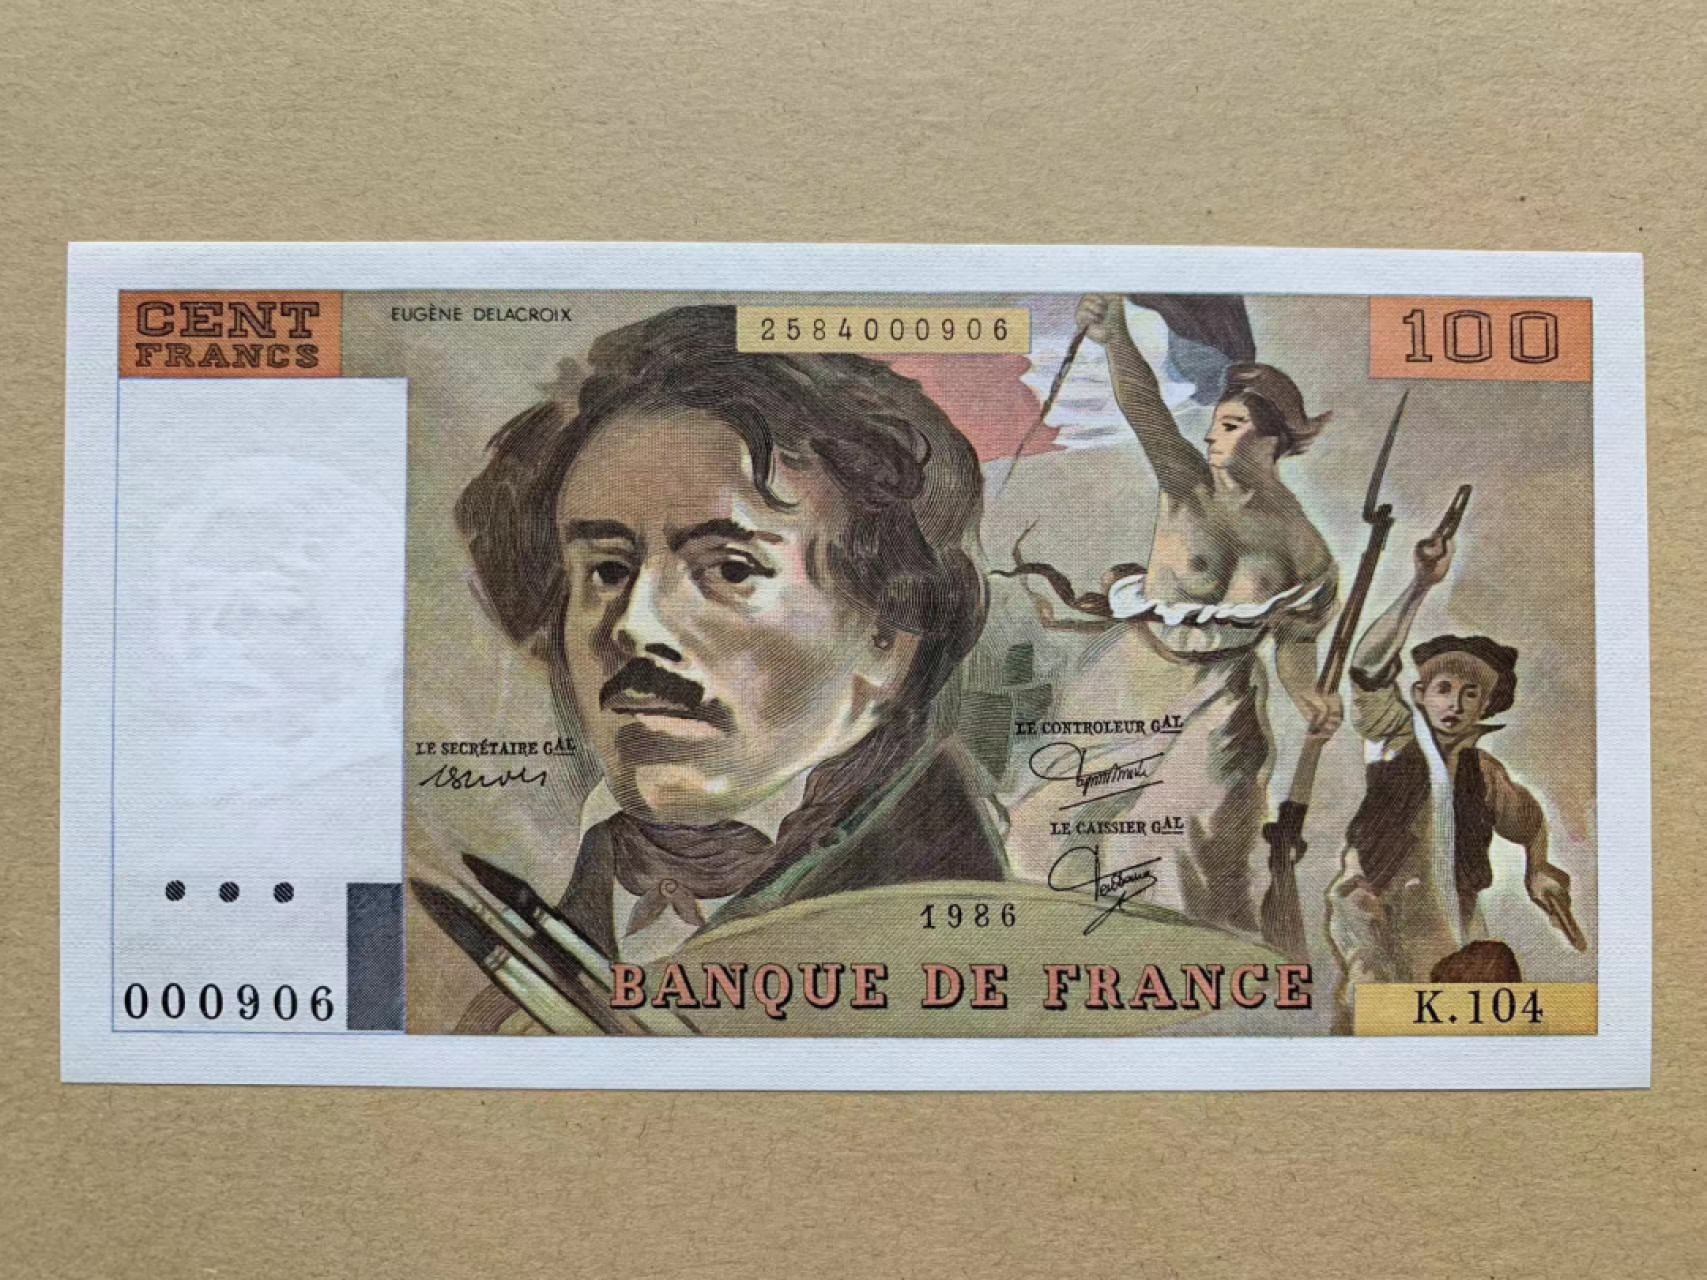 CENT
FRANCS
EUGÈNE DELACROIX
2584000906
100
LE SECRÉTAIRE GAL
LE CONTROLEUR GAL
LE CAISSIER GAL
1986
BANQUE DE FRANCE
000906
K.104